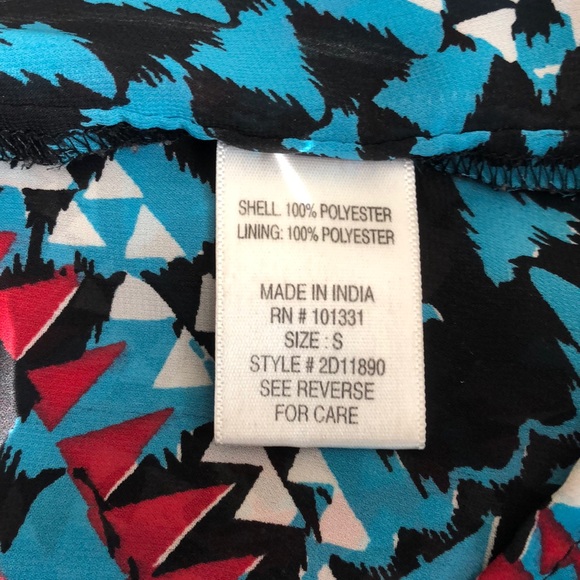 SHELL: 100% POLYESTER
LINING: 100% POLYESTER
MADE IN INDIA
RN # 101331
SIZE : S
STYLE # 2D11890
SEE REVERSE
FOR CARE